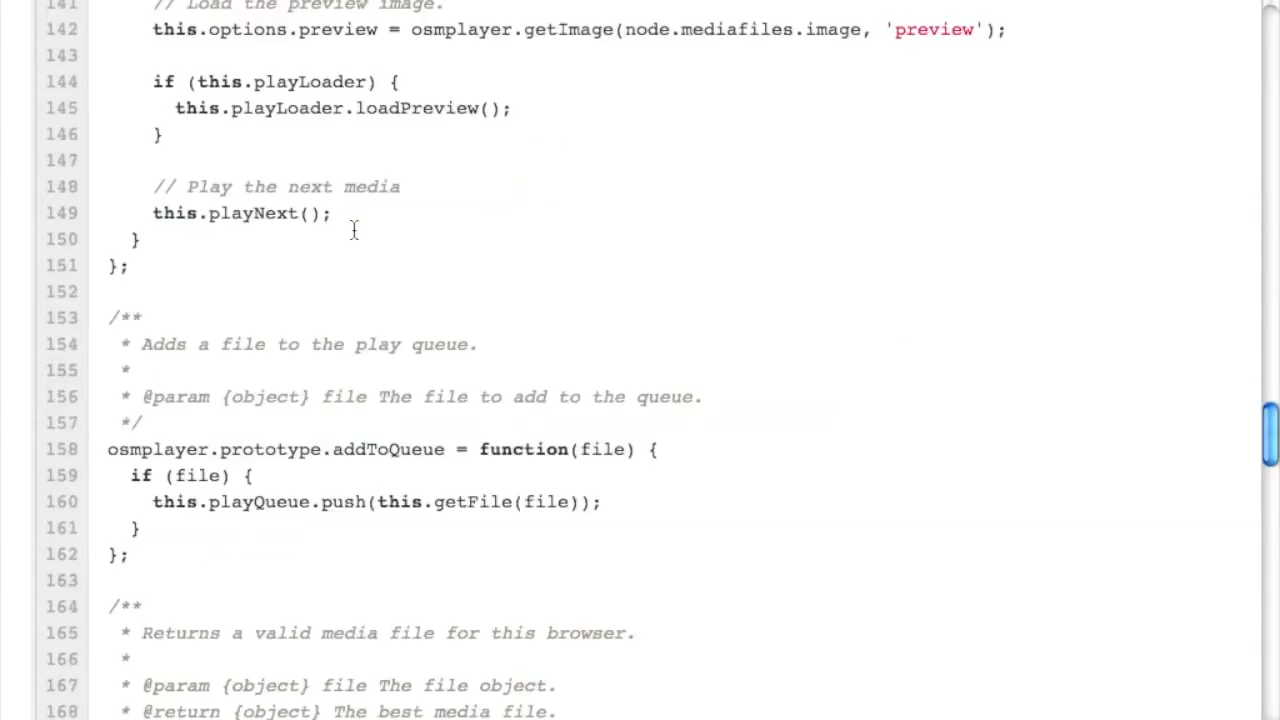 141 // Load the preview image.
142 this.options.preview = osmplayer.getImage(node.mediafiles.image, 'preview');
143
144 if (this.playLoader) {
145 this.playLoader.loadPreview();
146 }
147
148 // Play the next media
149 this.playNext();
150 }
151 };
152
153 /**
154 * Adds a file to the play queue.
155 *
156 * @param {object} file The file to add to the queue.
157 */
158 osmplayer.prototype.addToQueue = function(file) {
159 if (file) {
160 this.playQueue.push(this.getFile(file));
161 }
162 };
163
164 /**
165 * Returns a valid media file for this browser.
166 *
167 * @param {object} file The file object.
168 * @return {object} The best media file.